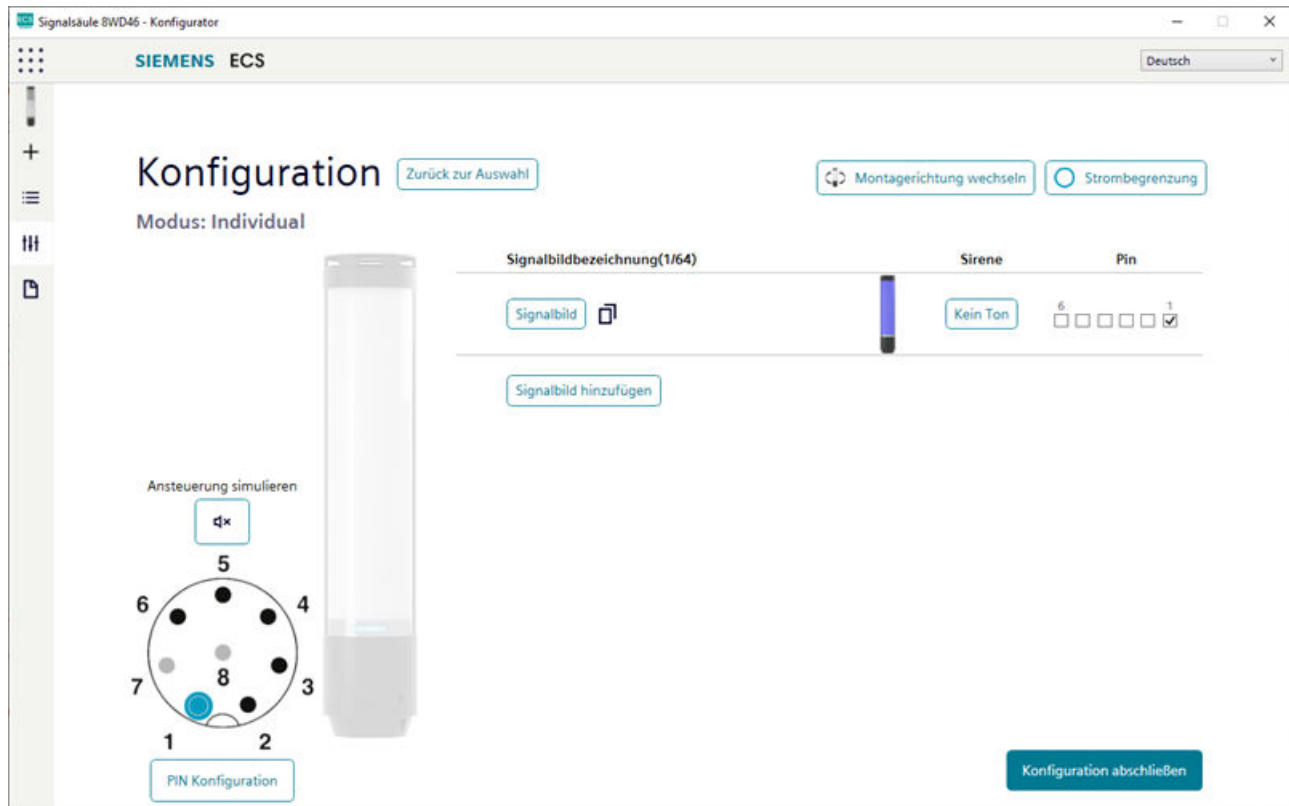 Signalsäule 8WD46 - Konfigurator
SIEMENS ECS
Deutsch
Konfiguration
Zurück zur Auswahl
Montagerichtung wechseln
Strombegrenzung
Modus: Individual
Signalbildbezeichnung(1/64)
Sirene
Pin
Signalbild
Kein Ton
6
1
Signalbild hinzufügen
Ansteuerung simulieren
5
6
4
7
8
3
1
2
PIN Konfiguration
Konfiguration abschließen